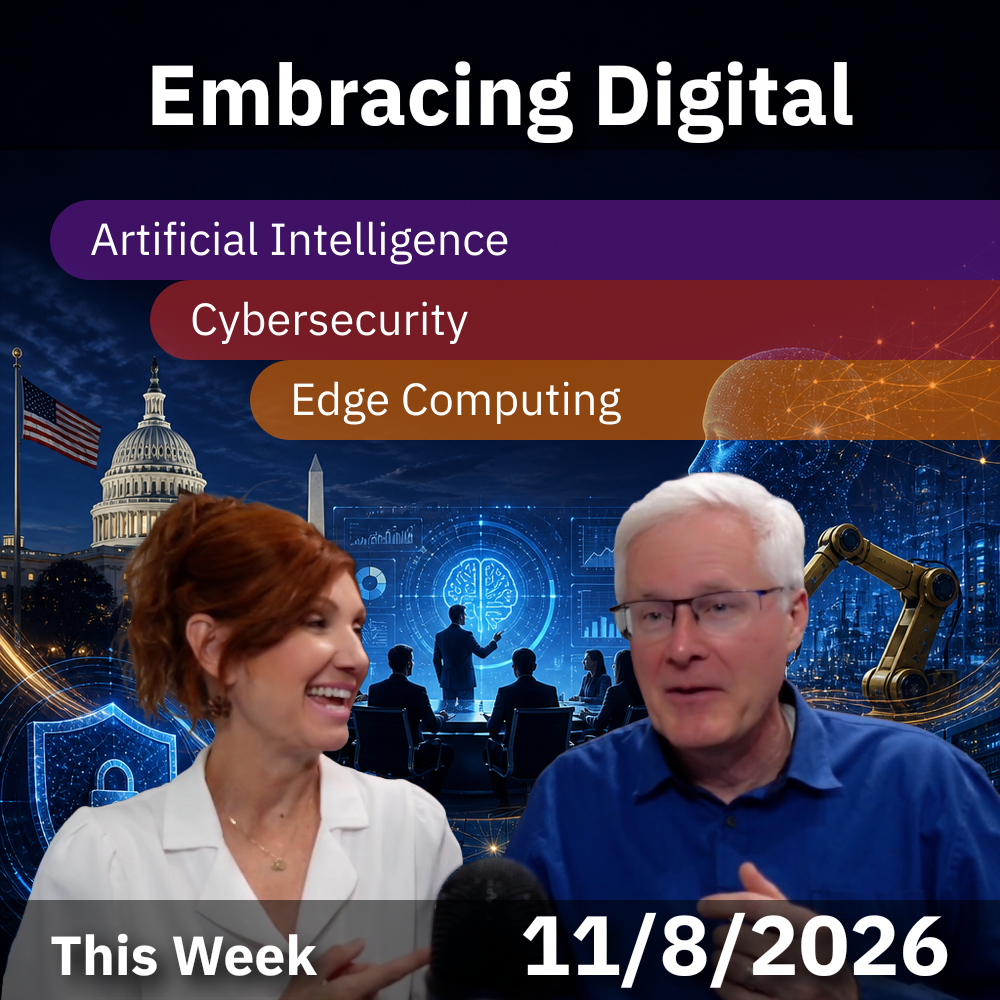 Embracing Digital
Artificial Intelligence
Cybersecurity
Edge Computing
This Week
11/8/2026